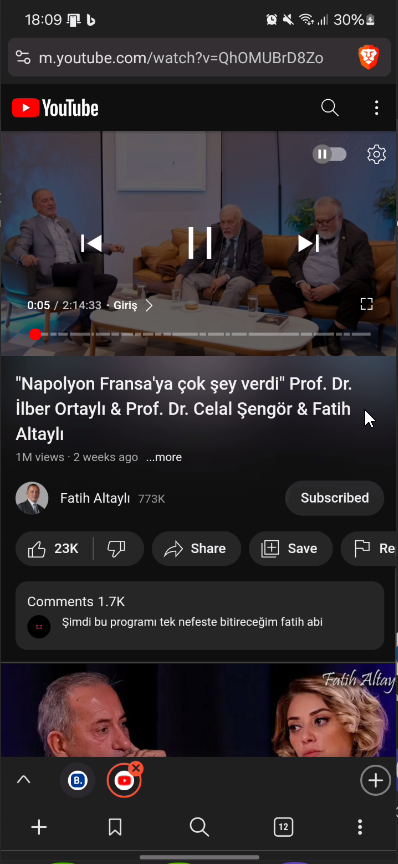 18:09 30%
m.youtube.com/watch?v=QhOMUBrD8Zo
YouTube
0:05 / 2:14:33 · Giriş
"Napolyon Fransa'ya çok şey verdi" Prof. Dr.
İlber Ortaylı & Prof. Dr. Celal Şengör & Fatih
Altaylı
1M views · 2 weeks ago ...more
Fatih Altaylı 773K Subscribed
23K Share Save Re
Comments 1.7K
Şimdi bu programı tek nefeste bitireceğim fatih abi
Fatih Altay
B.
12